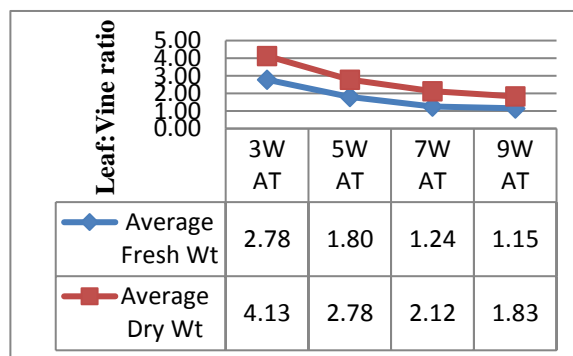 Leaf:Vine ratio
5.00
4.00
3.00
2.00
1.00
0.00
3W AT
5W AT
7W AT
9W AT
Average Fresh Wt
2.78
1.80
1.24
1.15
Average Dry Wt
4.13
2.78
2.12
1.83